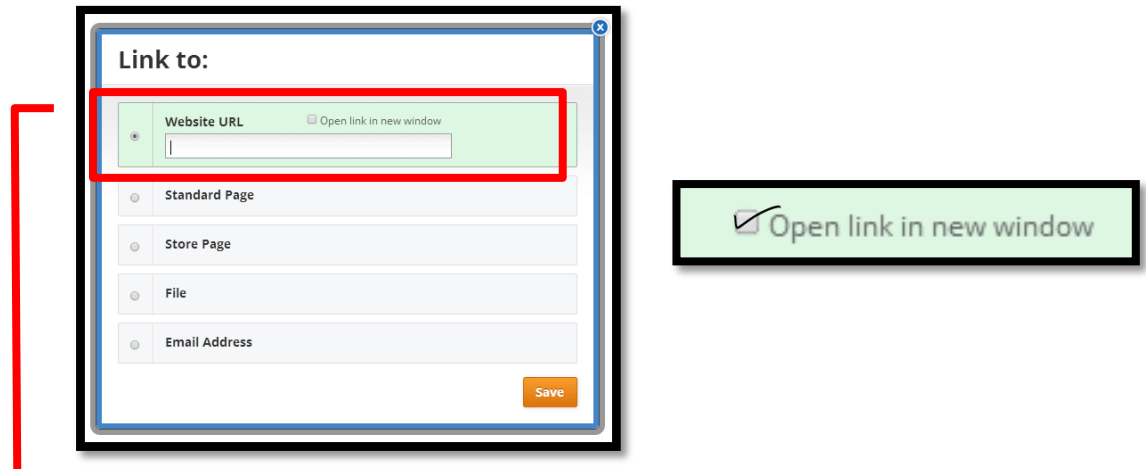 Link to:
Website URL Open link in new window
Standard Page
Store Page
File
Email Address
Save
Open link in new window